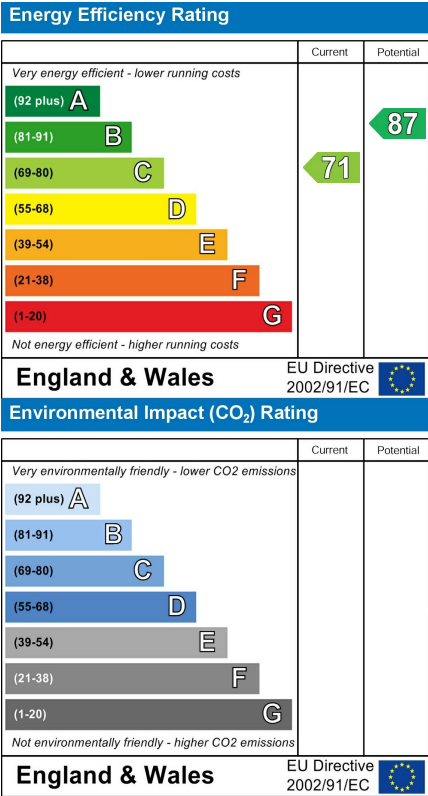 Energy Efficiency Rating
Current Potential
Very energy efficient - lower running costs
(92 plus) A
(81-91) B
87
(69-80) C
71
(55-68) D
(39-54) E
(21-38) F
(1-20) G
Not energy efficient - higher running costs
England & Wales
EU Directive
2002/91/EC
Environmental Impact (CO₂) Rating
Current Potential
Very environmentally friendly - lower CO2 emissions
(92 plus) A
(81-91) B
(69-80) C
(55-68) D
(39-54) E
(21-38) F
(1-20) G
Not environmentally friendly - higher CO2 emissions
England & Wales
EU Directive
2002/91/EC